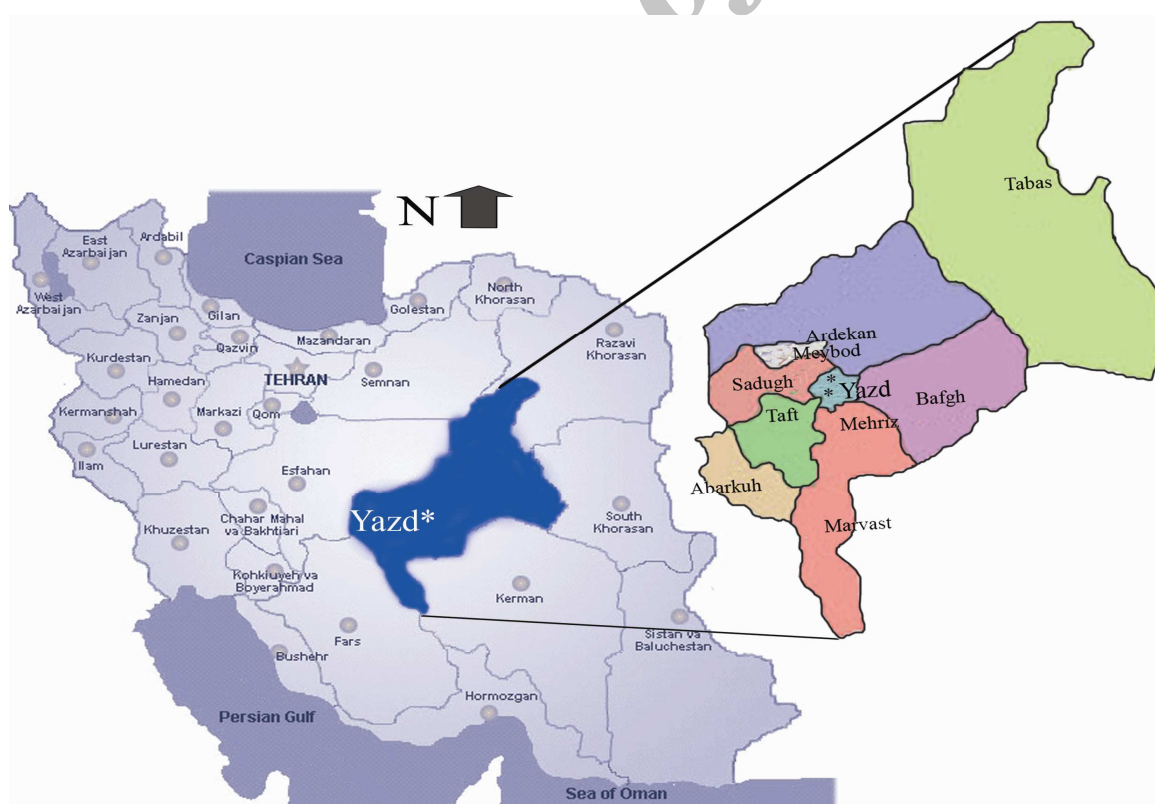 N
Caspian Sea
East
Azarbaijan
Ardabil
West
Azarbaijan
Zanjan
Gilan
Qazvin
Mazandaran
Golestan
North
Khorasan
Razavi
Khorasan
Kurdestan
Hamedan
TEHRAN
Semnan
Kermanshah
Markazi
Qom
Lurestan
Ilam
Esfahan
Khuzestan
Chahar Mahal
va Bakhtiari
Yazd*
South
Khorasan
Kohkiuyeh va
Boyerahmad
Kerman
Fars
Sistan va
Baluchestan
Bushehr
Hormozgan
Persian Gulf
Sea of Oman
Tabas
Ardekan
Meybod
Sadugh
*
* Yazd
Bafgh
Taft
Mehriz
Abarkuh
Marvast